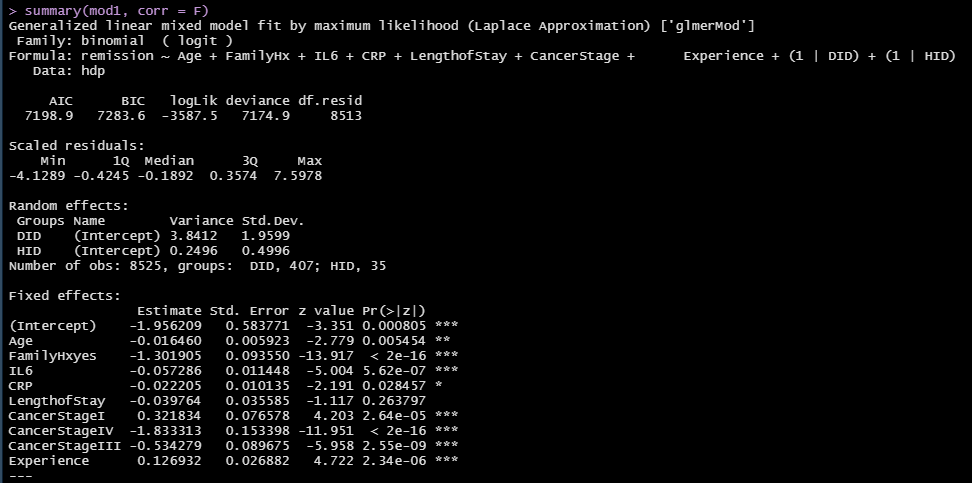 > summary(mod1, corr = F)
Generalized linear mixed model fit by maximum likelihood (Laplace Approximation) ['glmerMod']
 Family: binomial  ( logit )
Formula: remission ~ Age + FamilyHx + IL6 + CRP + LengthofStay + CancerStage +      Experience + (1 | DID) + (1 | HID)
   Data: hdp

     AIC      BIC   logLik deviance df.resid
  7198.9   7283.6  -3587.5   7174.9     8513

Scaled residuals:
    Min      1Q  Median      3Q     Max
-4.1289 -0.4245 -0.1892  0.3574  7.5978

Random effects:
 Groups Name        Variance Std.Dev.
 DID    (Intercept) 3.8412   1.9599
 HID    (Intercept) 0.2496   0.4996
Number of obs: 8525, groups:  DID, 407; HID, 35

Fixed effects:
                Estimate Std. Error z value Pr(>|z|)
(Intercept)    -1.956209   0.583771  -3.351 0.000805 ***
Age            -0.016460   0.005923  -2.779 0.005454 **
FamilyHxyes    -1.301905   0.093550 -13.917  < 2e-16 ***
IL6            -0.057286   0.011448  -5.004 5.62e-07 ***
CRP            -0.022205   0.010135  -2.191 0.028457 *
LengthofStay   -0.039764   0.035585  -1.117 0.263797
CancerStageI    0.321834   0.076578   4.203 2.64e-05 ***
CancerStageIV  -1.833313   0.153398 -11.951  < 2e-16 ***
CancerStageIII -0.534279   0.089675  -5.958 2.55e-09 ***
Experience      0.126932   0.026882   4.722 2.34e-06 ***
---